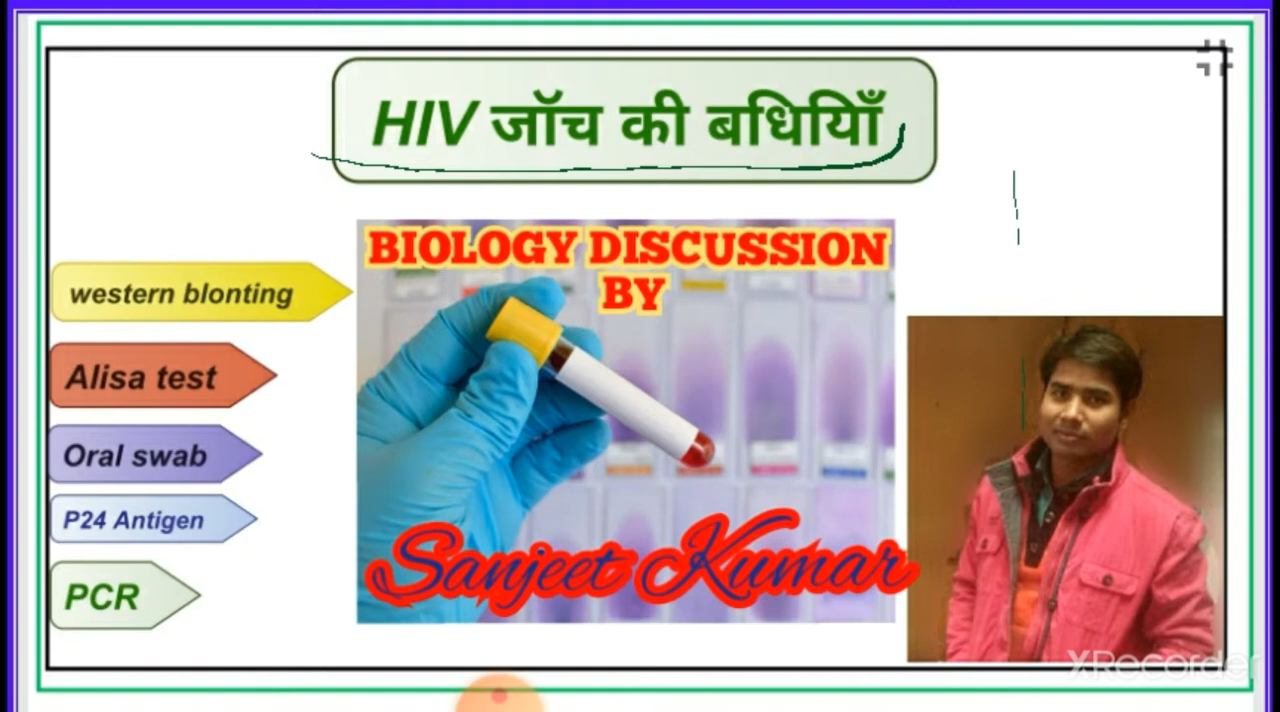 HIV जॉच की बधियिाँ
BIOLOGY DISCUSSION
BY
western blonting
Alisa test
Oral swab
P24 Antigen
PCR
Sanjeet Kumar
XRecorder